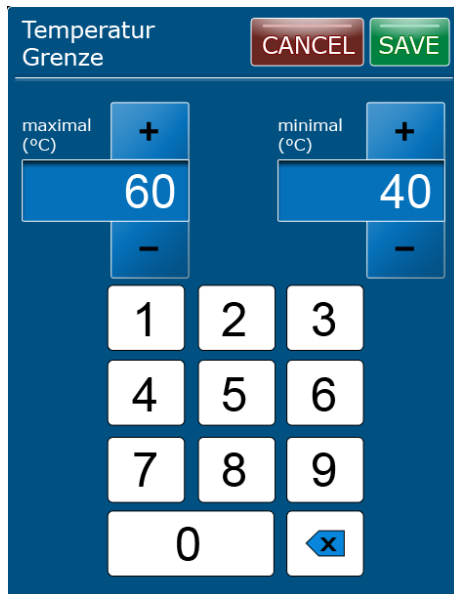 Temperatur
Grenze
CANCEL
SAVE
maximal
(°C)
+
60
−
minimal
(°C)
+
40
−
1 2 3
4 5 6
7 8 9
0 x